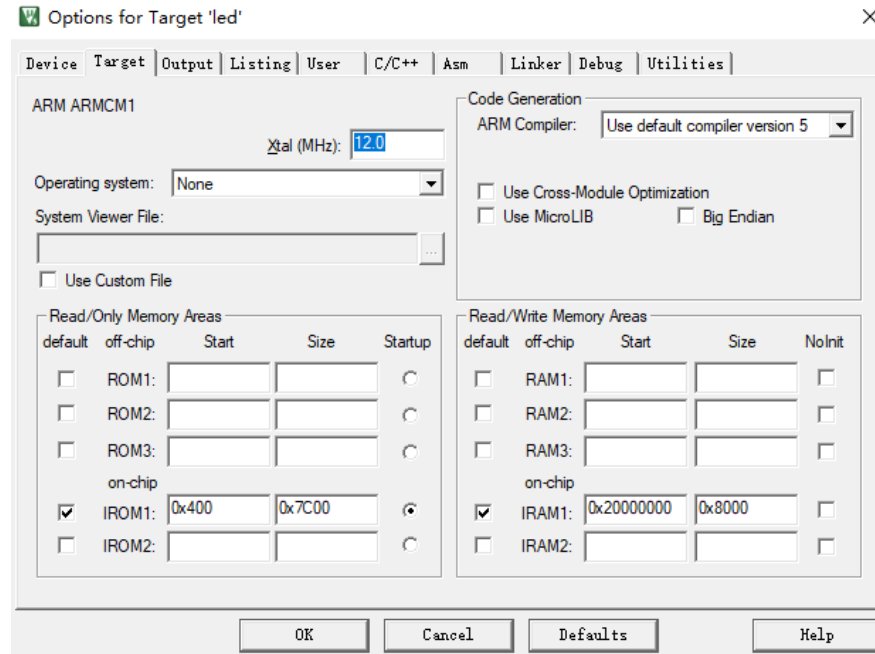 Options for Target 'led'
Device Target Output Listing User C/C++ Asm Linker Debug Utilities
ARM ARMCM1
Xtal (MHz): 12.0
Operating system: None
System Viewer File:
...
Use Custom File
Code Generation
ARM Compiler: Use default compiler version 5
Use Cross-Module Optimization
Use MicroLIB Big Endian
Read/Only Memory Areas
default off-chip Start Size Startup
ROM1:
ROM2:
ROM3:
on-chip
IROM1: 0x400 0x7C00
IROM2:
Read/Write Memory Areas
default off-chip Start Size NoInit
RAM1:
RAM2:
RAM3:
on-chip
IRAM1: 0x20000000 0x8000
IRAM2:
OK Cancel Defaults Help